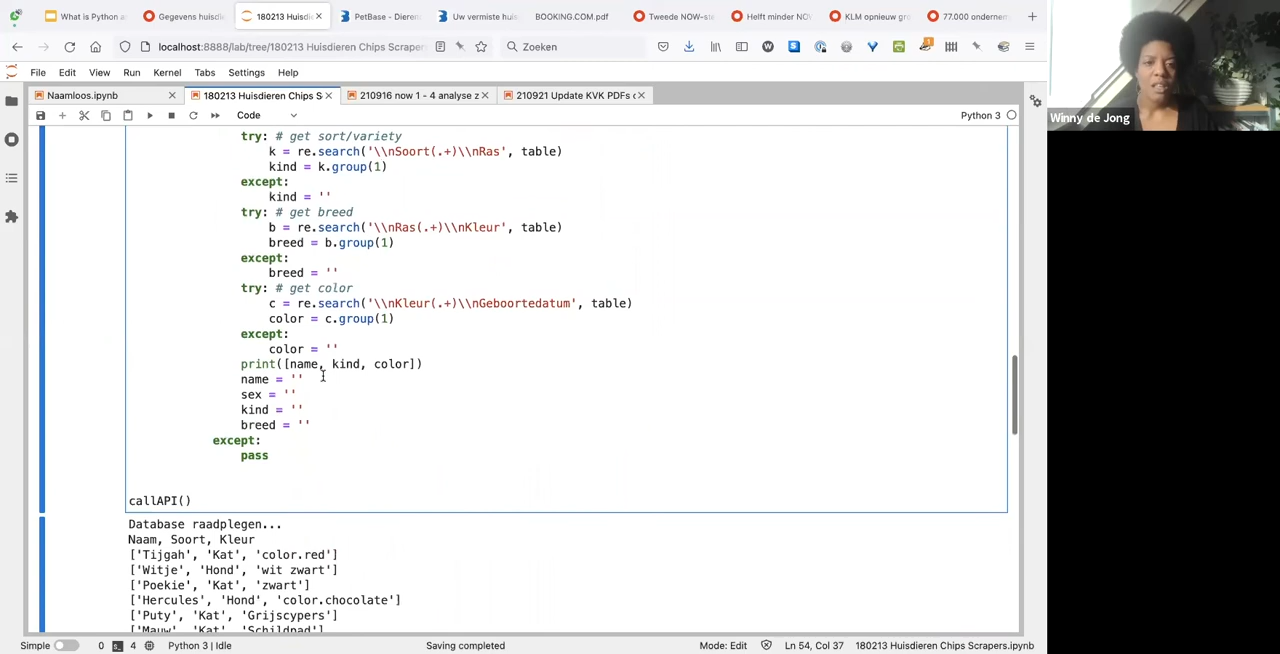 What is Python a
Gegevens huisdie
180213 Huisdi
PetBase - Dieren
Uw vermiste huis
BOOKING.COM.pdf
Tweede NOW-ste
Helft minder NO
KLM opnieuw gro
77.000 ondernem
localhost:8888/lab/tree/180213 Huisdieren Chips Scraper
Zoeken
File Edit View Run Kernel Tabs Settings Help
Naamloos.ipynb
180213 Huisdieren Chips S
210916 now 1 - 4 analyse z
210921 Update KVK PDFs c
Code
Python 3
try: # get sort/variety
k = re.search('\\nSoort(.+)\\nRas', table)
kind = k.group(1)
except:
kind = ''
try: # get breed
b = re.search('\\nRas(.+)\\nKleur', table)
breed = b.group(1)
except:
breed = ''
try: # get color
c = re.search('\\nKleur(.+)\\nGeboortedatum', table)
color = c.group(1)
except:
color = ''
print([name, kind, color])
name = ''
sex = ''
kind = ''
breed = ''
except:
pass
callAPI()
Database raadplegen...
Naam, Soort, Kleur
['Tijgah', 'Kat', 'color.red']
['Witje', 'Hond', 'wit zwart']
['Poekie', 'Kat', 'zwart']
['Hercules', 'Hond', 'color.chocolate']
['Puty', 'Kat', 'Grijscypers']
['Mauw', 'Kat', 'Schildpad']
Simple 0 4 Python 3 | Idle Saving completed Mode: Edit Ln 54, Col 37 180213 Huisdieren Chips Scrapers.ipynb
Winny de Jong